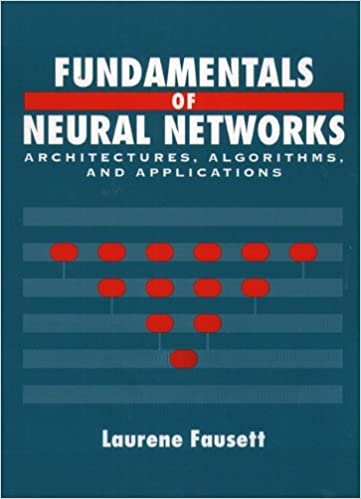 FUNDAMENTALS
OF
NEURAL NETWORKS
ARCHITECTURES, ALGORITHMS,
AND APPLICATIONS
Laurene Fausett